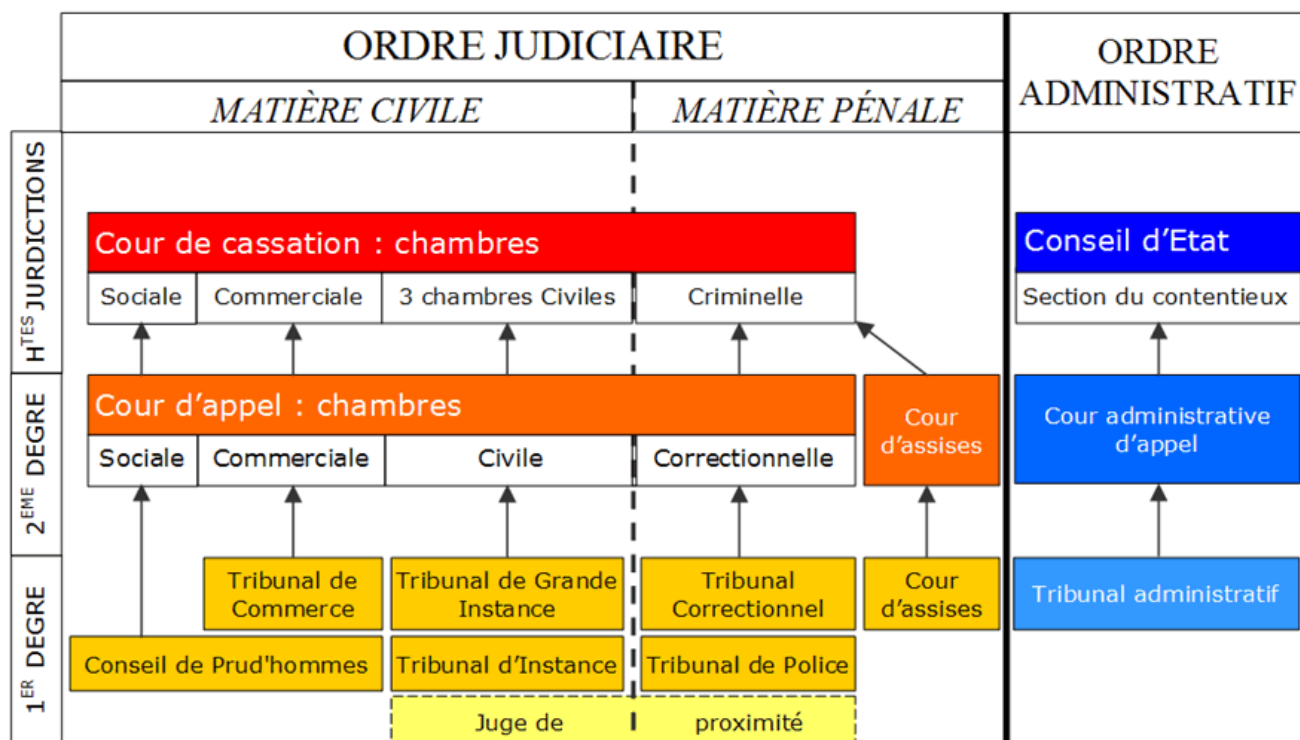 ORDRE JUDICIAIRE
ORDRE
ADMINISTRATIF
MATIÈRE CIVILE
MATIÈRE PÉNALE
HTES JURDICTIONS
Cour de cassation : chambres
Sociale
Commerciale
3 chambres Civiles
Criminelle
Conseil d'Etat
Section du contentieux
2EME DEGRE
Cour d'appel : chambres
Sociale
Commerciale
Civile
Correctionnelle
Cour
d'assises
Cour administrative
d'appel
1ER DEGRE
Tribunal de
Commerce
Tribunal de Grande
Instance
Tribunal
Correctionnel
Cour
d'assises
Tribunal administratif
Conseil de Prud'hommes
Tribunal d'Instance
Tribunal de Police
Juge de proximité